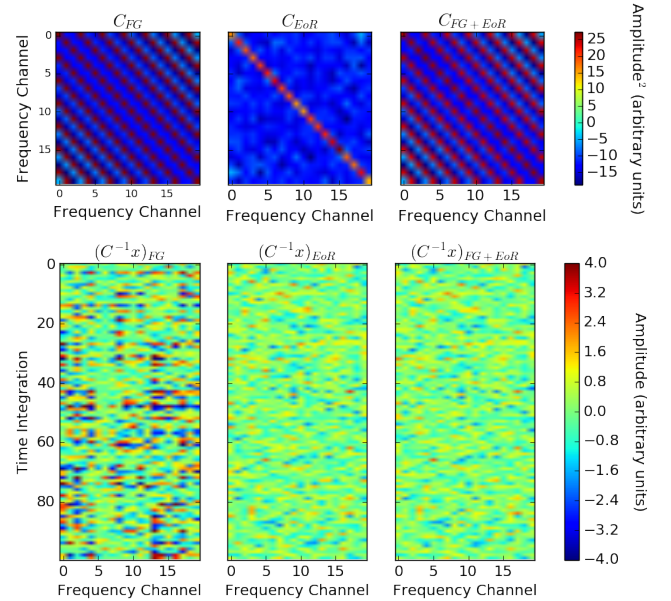 C_{FG}
C_{EoR}
C_{FG+EoR}
0
5
10
15
Frequency Channel
0 5 10 15
Frequency Channel
0 5 10 15
Frequency Channel
0 5 10 15
Frequency Channel
25
20
15
10
5
0
−5
−10
−15
Amplitude² (arbitrary units)
(C⁻¹x)_{FG}
(C⁻¹x)_{EoR}
(C⁻¹x)_{FG+EoR}
0
20
40
60
80
Time Integration
0 5 10 15
Frequency Channel
0 5 10 15
Frequency Channel
0 5 10 15
Frequency Channel
4.0
3.2
2.4
1.6
0.8
0.0
−0.8
−1.6
−2.4
−3.2
−4.0
Amplitude (arbitrary units)